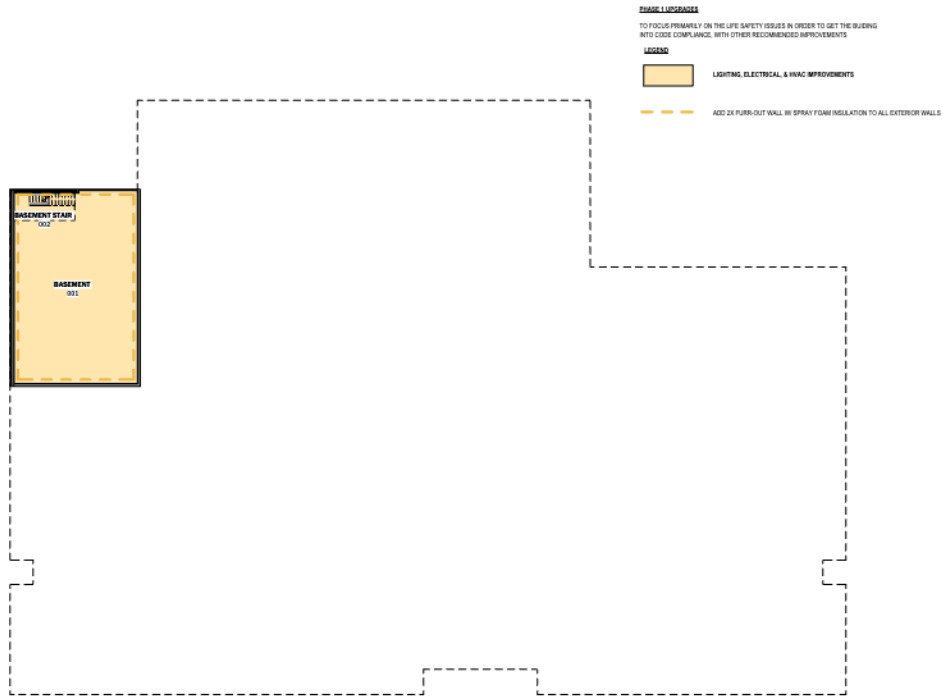 PHASE 1 UPGRADES
TO FOCUS PRIMARILY ON THE LIFE SAFETY ISSUES IN ORDER TO GET THE BUIDING
INTO CODE COMPLIANCE, WITH OTHER RECOMMENDED IMPROVEMENTS
LEGEND
LIGHTING, ELECTRICAL, & HVAC IMPROVEMENTS
ADD 2X FURR-OUT WALL W/ SPRAY FOAM INSULATION TO ALL EXTERIOR WALLS
BASEMENT STAIR
002
BASEMENT
001